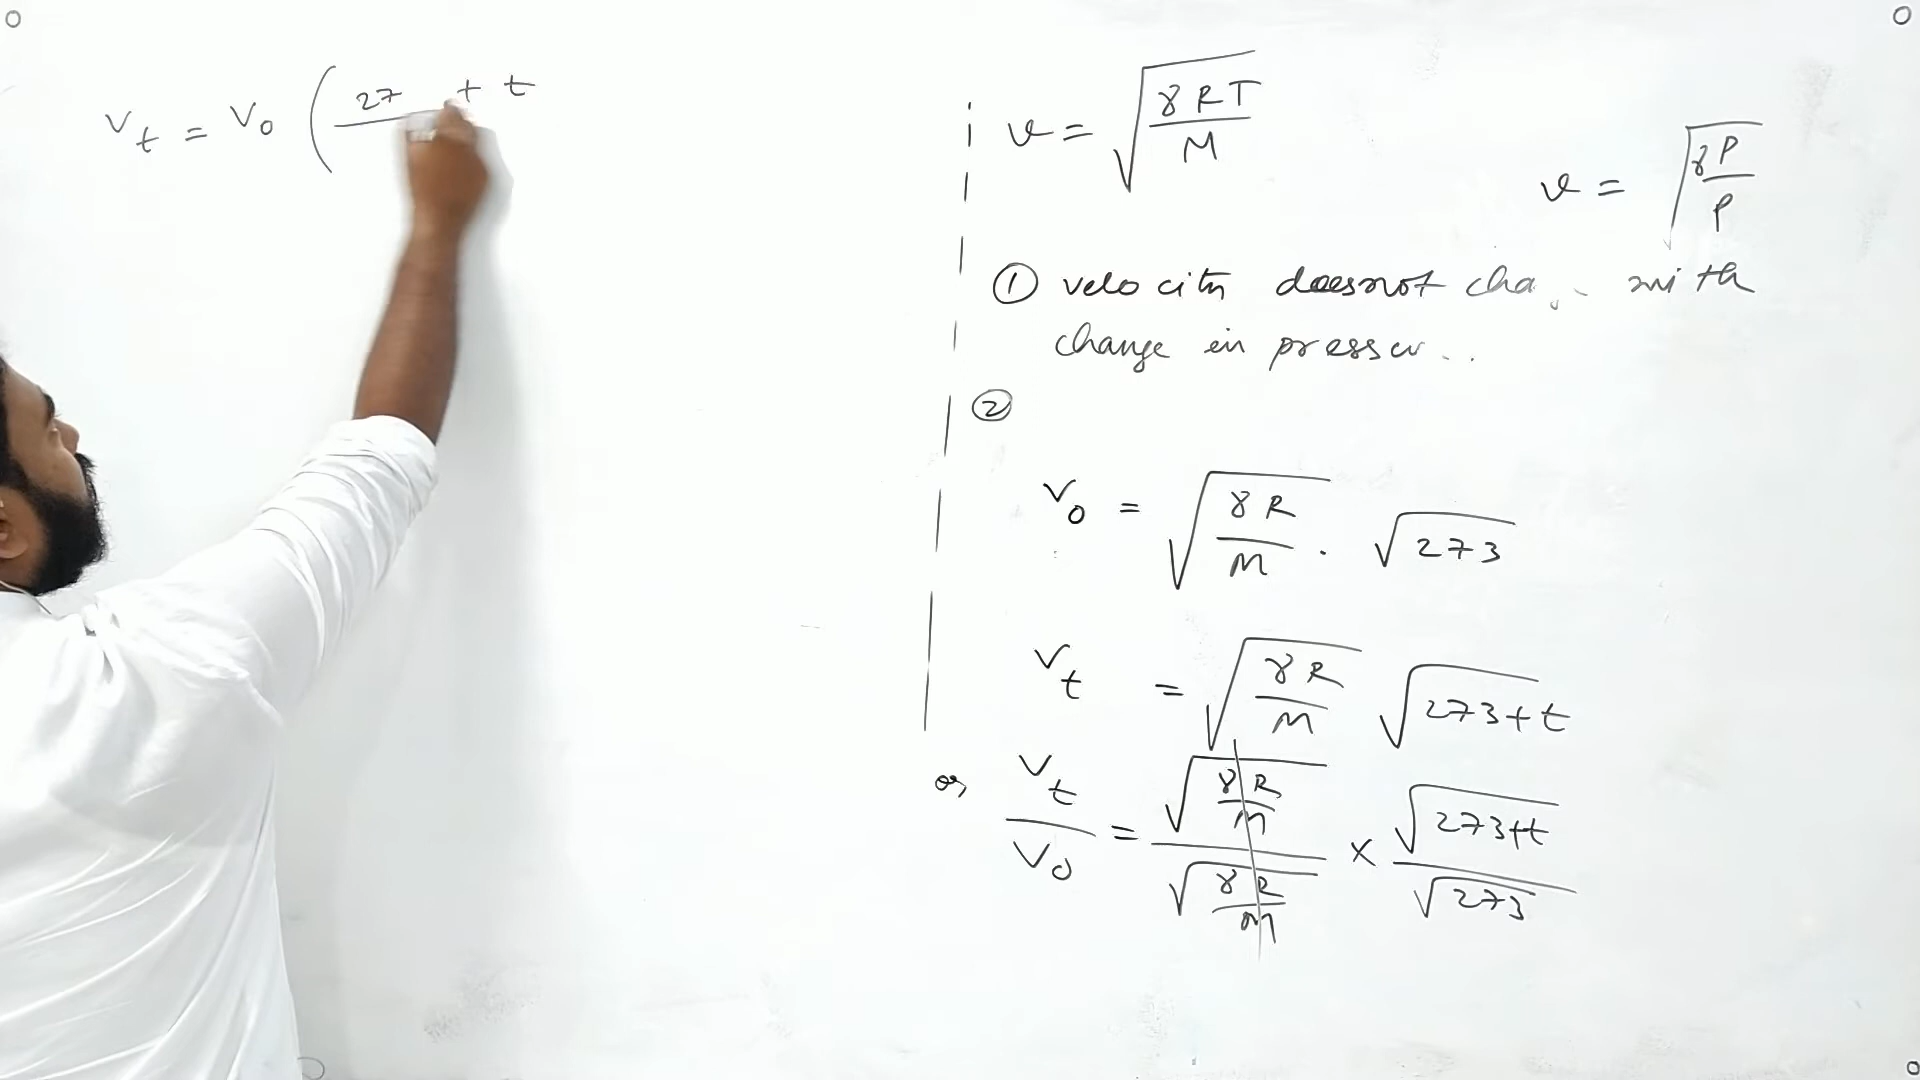 V_t = V_0 ( 27 + t
v = √(γRT/M)
v = √(γP/ρ)
① velocity doesnot cha with
change in
②
V_0 = √(γR/M) . √273
V_t = √(γR/M) √273+t
or, V_t/V_0 = √(γR/M)/√(γR/M) × √273+t/√273